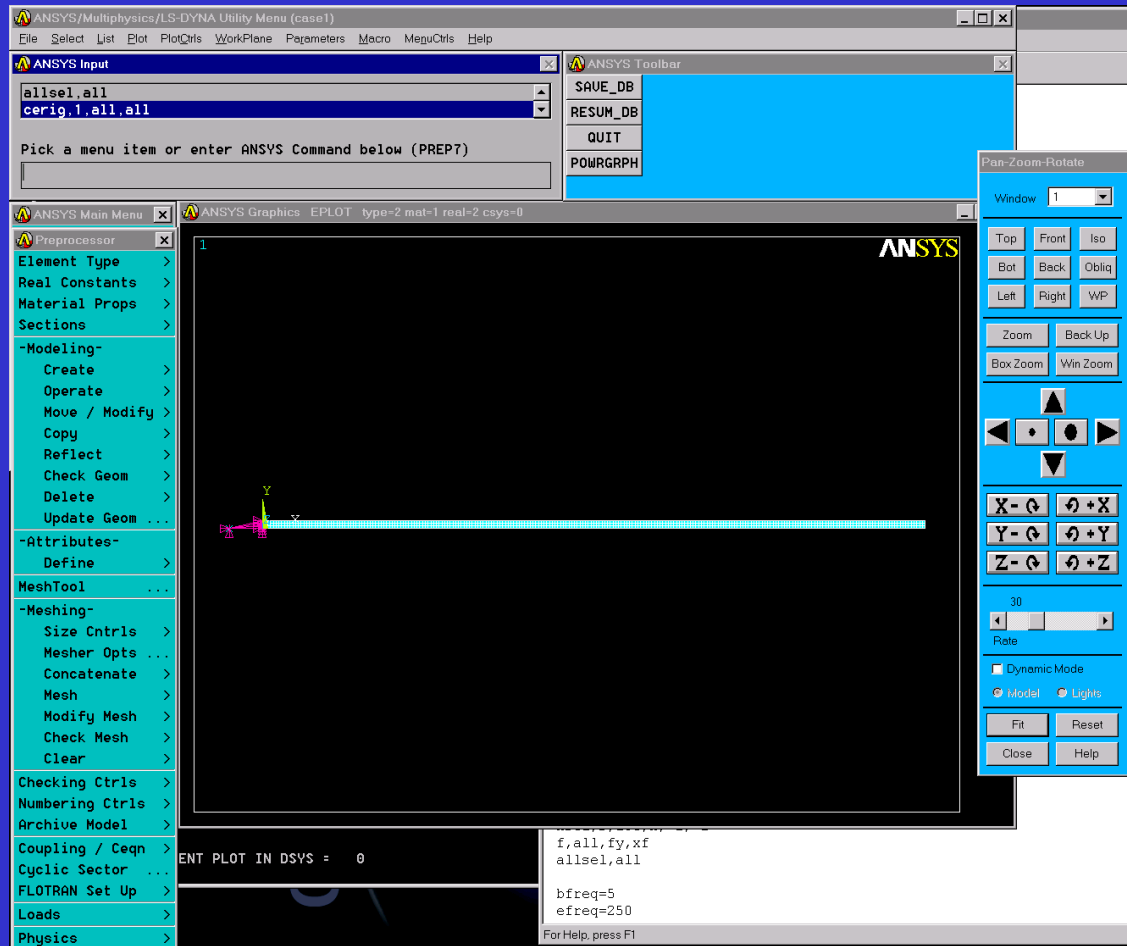 ANSYS/Multiphysics/LS-DYNA Utility Menu (case1)
File Select List Plot PlotCtrls WorkPlane Parameters Macro MenuCtrls Help
ANSYS Input
allsel,all
cerig,1,all,all
Pick a menu item or enter ANSYS Command below (PREP7)
ANSYS Toolbar
SAVE_DB
RESUM_DB
QUIT
POWRGRPH
ANSYS Main Menu
Preprocessor
Element Type >
Real Constants >
Material Props >
Sections >
-Modeling-
Create >
Operate >
Move / Modify >
Copy >
Reflect >
Check Geom >
Delete >
Update Geom ...
-Attributes-
Define >
MeshTool ...
-Meshing-
Size Cntrls >
Mesher Opts ...
Concatenate >
Mesh >
Modify Mesh >
Check Mesh >
Clear >
Checking Ctrls >
Numbering Ctrls >
Archive Model >
Coupling / Ceqn >
Cyclic Sector ...
FLOTRAN Set Up >
Loads >
Physics >
ANSYS Graphics EPLOT type=2 mat=1 real=2 csys=0
1
ANSYS
Y
X
Pan-Zoom-Rotate
Window 1
Top Front Iso
Bot Back Obliq
Left Right WP
Zoom Back Up
Box Zoom Win Zoom
X- +X
Y- +Y
Z- +Z
30
Rate
Dynamic Mode
Model Lights
Fit Reset
Close Help
ENT PLOT IN DSYS = 0
f,all,fy,xf
allsel,all
bfreq=5
efreq=250
For Help, press F1